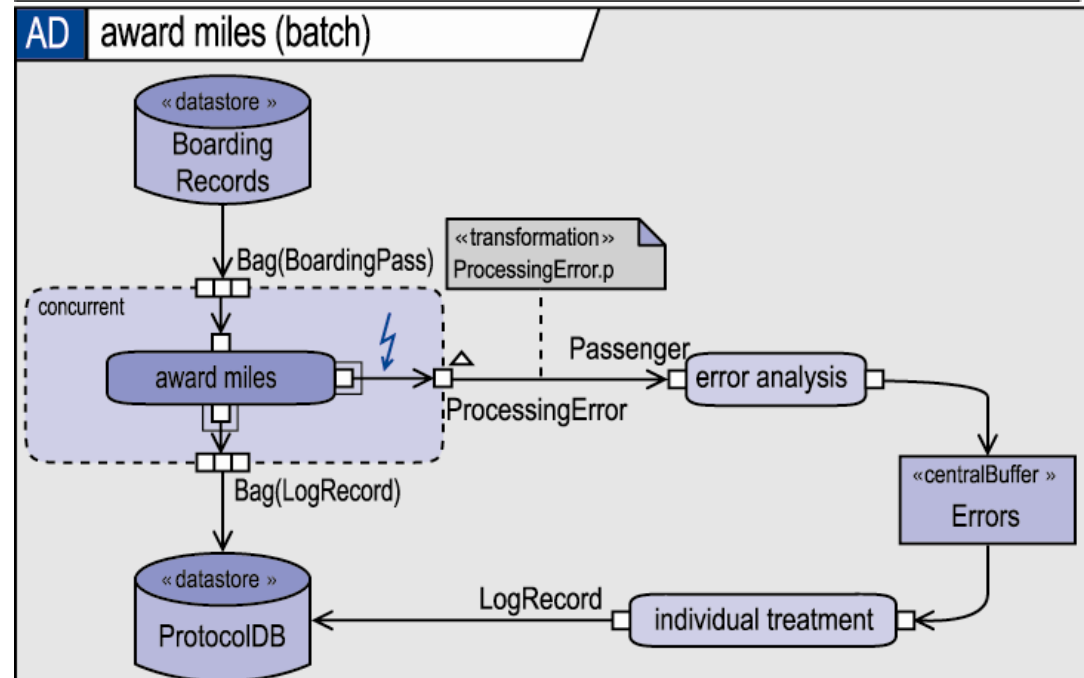 AD award miles (batch)
« datastore »
Boarding
Records
Bag(BoardingPass)
«transformation»
ProcessingError.p
concurrent
award miles
Passenger
error analysis
ProcessingError
Bag(LogRecord)
«centralBuffer »
Errors
« datastore »
ProtocolDB
LogRecord
individual treatment